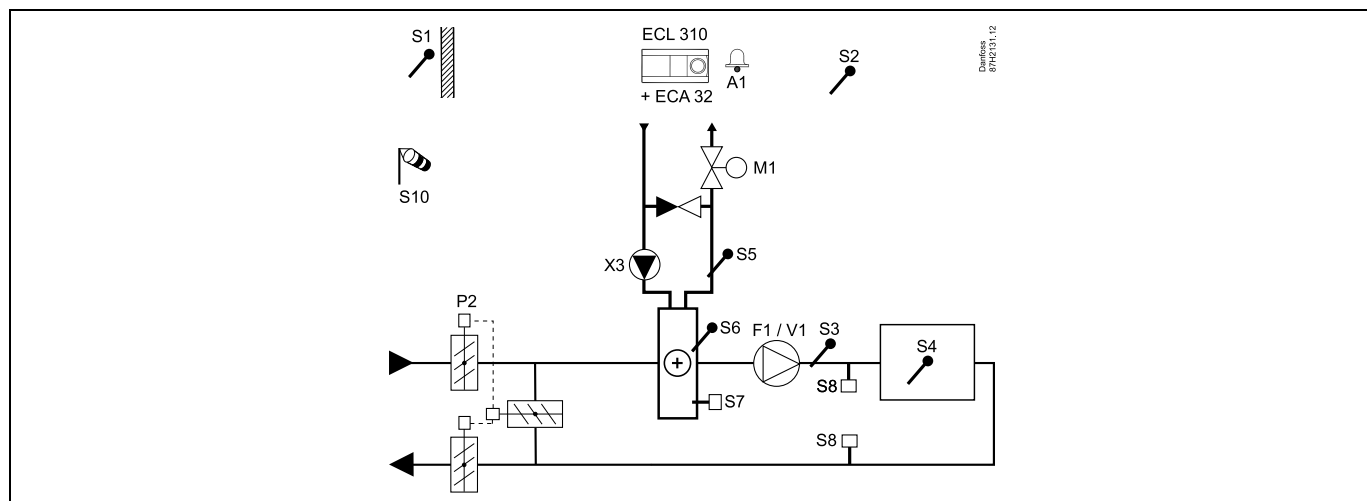 S1
ECL 310
A1
+ ECA 32
S2
Danfoss
87H2131.12
S10
M1
X3
S5
P2
S6
F1 / V1
S3
S4
S8
S7
S8
+